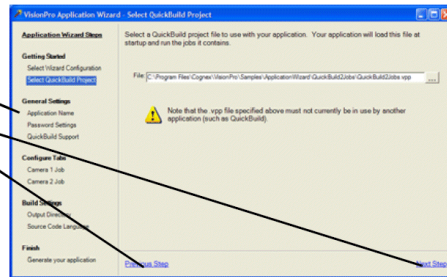 VisionPro Application Wizard - Select QuickBuild Project
Application Wizard Steps
Getting Started
Select Wizard Configuration
Select QuickBuild Project
General Settings
Application Name
Password Settings
QuickBuild Support
Configure Tabs
Camera 1 Job
Camera 2 Job
Build Settings
Output Directory
Source Code Language
Finish
Generate your application
Select a QuickBuild project file to use with your application. Your application will load this file at
startup and run the jobs it contains.
File: C:\Program Files\Cognex\VisionPro\Samples\ApplicationWizard\QuickBuild2Jobs\QuickBuild2Jobs.vpp
...
Note that the .vpp file specified above must not currently be in use by another
application (such as QuickBuild).
Previous Step
Next Step